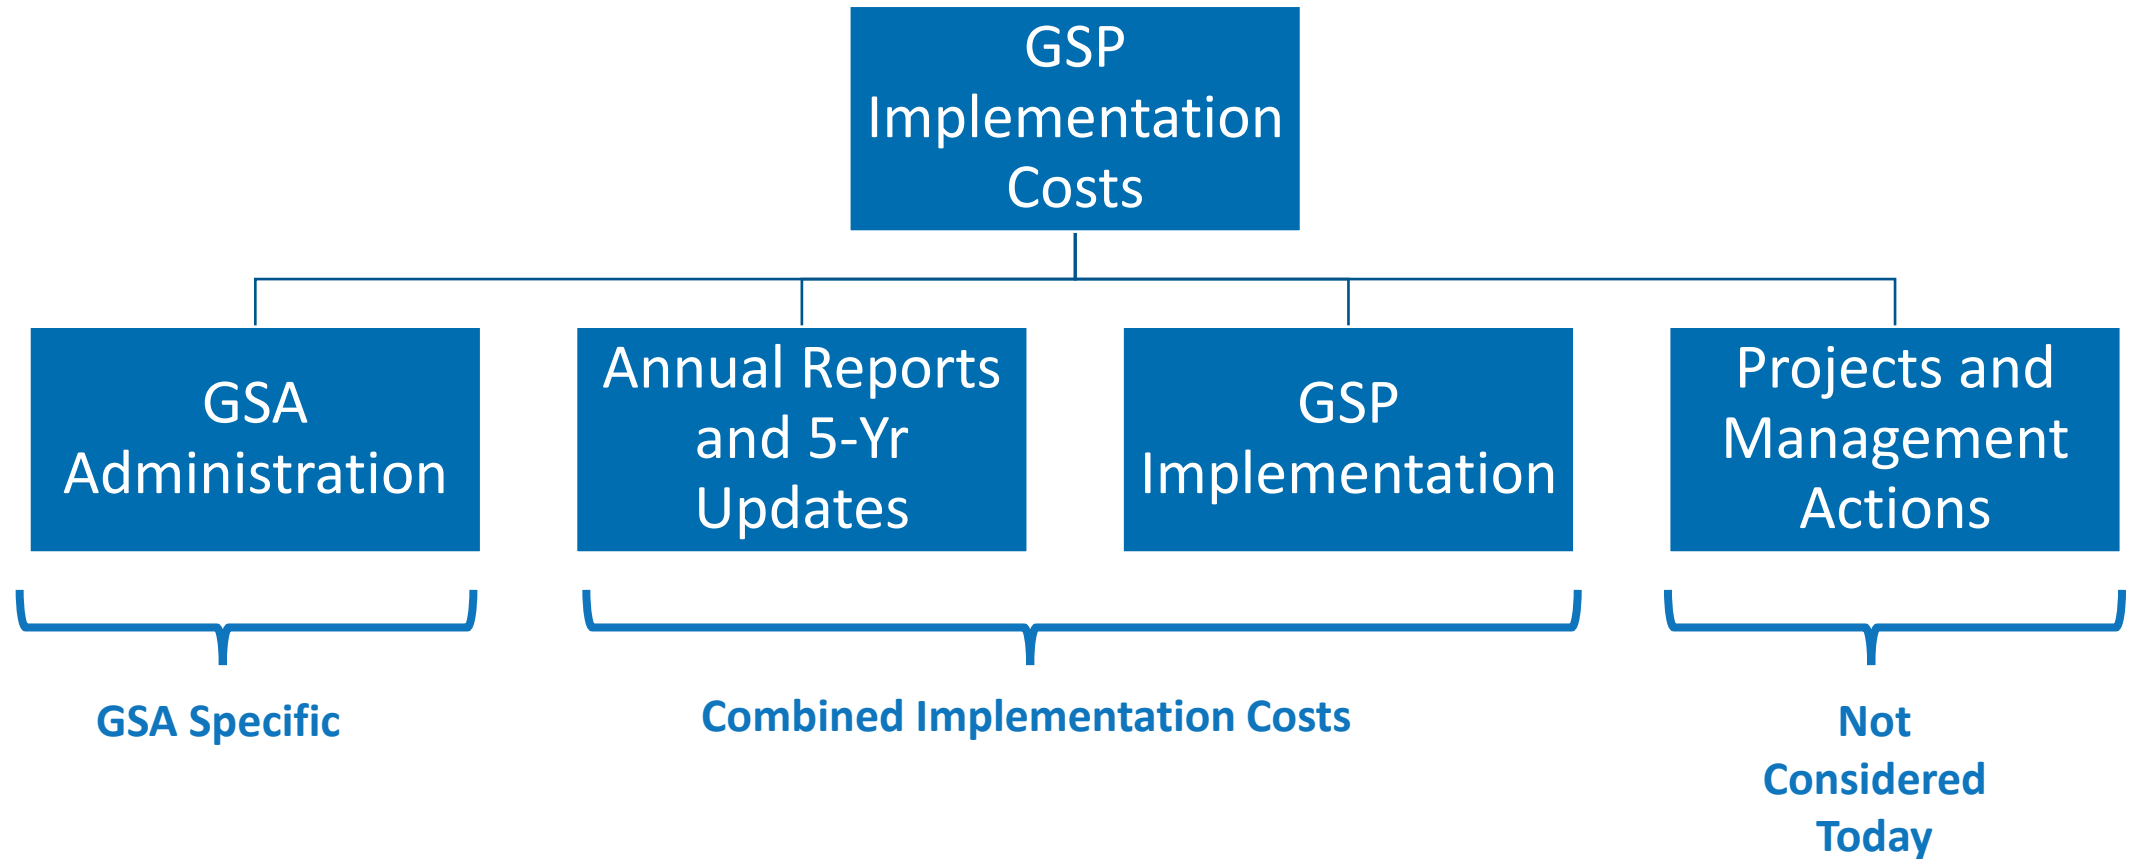 GSP
Implementation
Costs
GSA
Administration
Annual Reports
and 5-Yr
Updates
GSP
Implementation
Projects and
Management
Actions
GSA Specific
Combined Implementation Costs
Not
Considered
Today